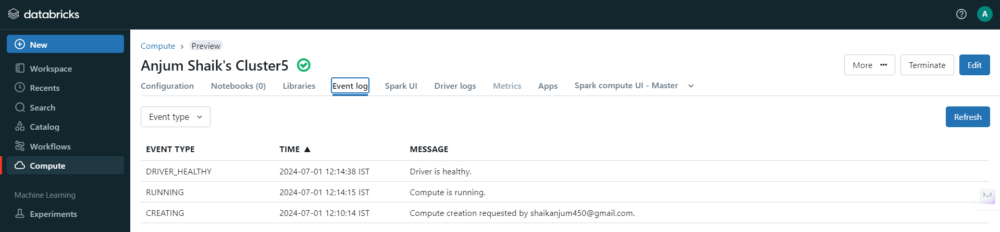 databricks
A
New
Workspace
Recents
Search
Catalog
Workflows
Compute
Machine Learning
Experiments
Compute › Preview
Anjum Shaik's Cluster5
More ··· Terminate Edit
Configuration Notebooks (0) Libraries Event log Spark UI Driver logs Metrics Apps Spark compute UI - Master
Event type
Refresh
EVENT TYPE TIME ▲ MESSAGE
DRIVER_HEALTHY 2024-07-01 12:14:38 IST Driver is healthy.
RUNNING 2024-07-01 12:14:15 IST Compute is running.
CREATING 2024-07-01 12:10:14 IST Compute creation requested by shaikanjum450@gmail.com.